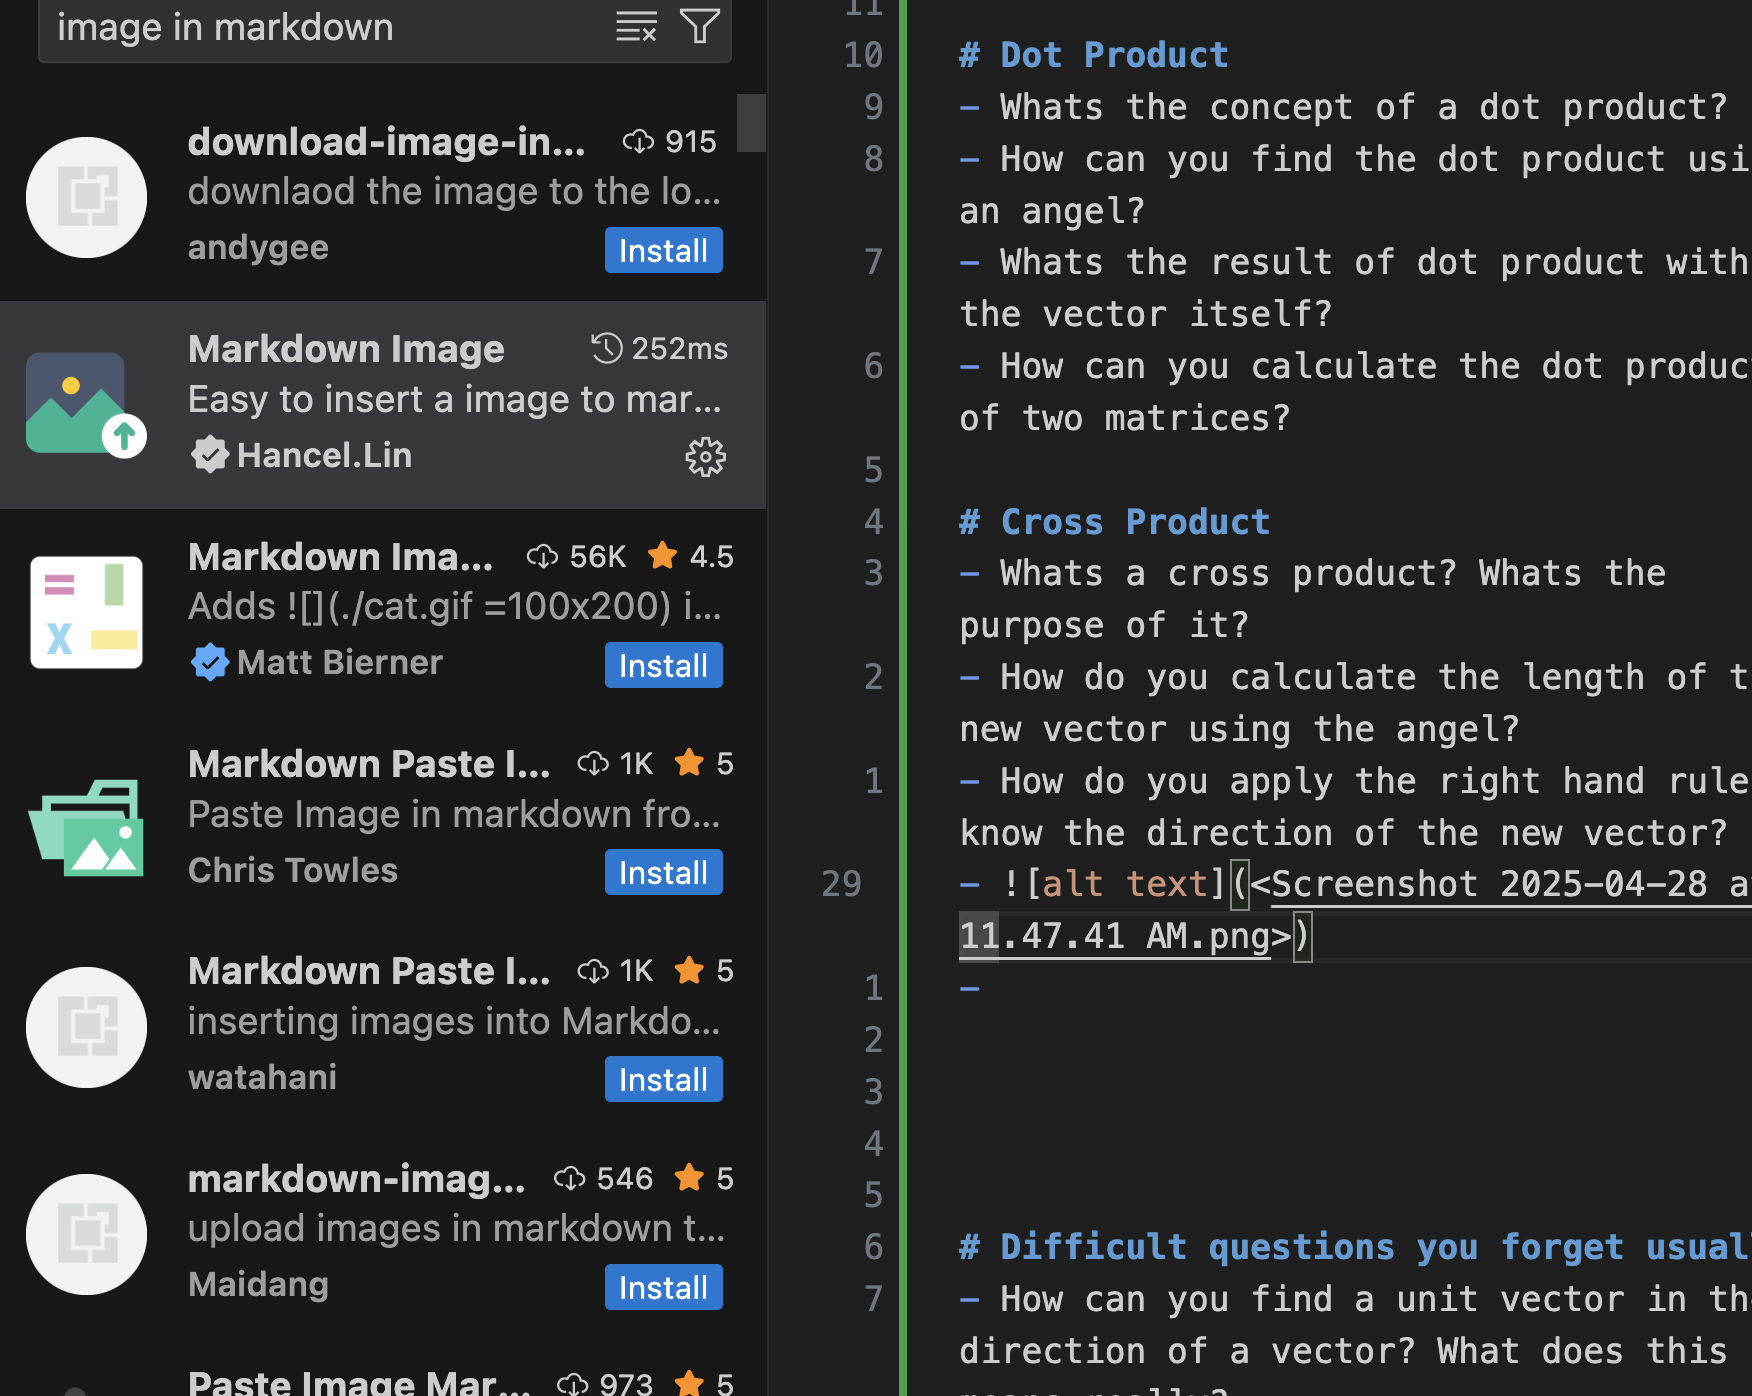 image in markdown
download-image-in... 915
downlaod the image to the lo...
andygee Install
Markdown Image 252ms
Easy to insert a image to mar...
Hancel.Lin
Markdown Ima... 56K 4.5
Adds ![](./cat.gif =100x200) i...
Matt Bierner Install
Markdown Paste I... 1K 5
Paste Image in markdown fro...
Chris Towles Install
Markdown Paste I... 1K 5
inserting images into Markdo...
watahani Install
markdown-imag... 546 5
upload images in markdown t...
Maidang Install
Paste Image Mar... 973 5
11
10 # Dot Product
9 - Whats the concept of a dot product?
8 - How can you find the dot product usi
an angel?
7 - Whats the result of dot product with
the vector itself?
6 - How can you calculate the dot produc
of two matrices?
5
4 # Cross Product
3 - Whats a cross product? Whats the
purpose of it?
2 - How do you calculate the length of t
new vector using the angel?
1 - How do you apply the right hand rule
know the direction of the new vector?
29 - ![alt text](<Screenshot 2025-04-28 a
11.47.41 AM.png>)
1 -
2
3
4
5
6 # Difficult questions you forget usual
7 - How can you find a unit vector in th
direction of a vector? What does this